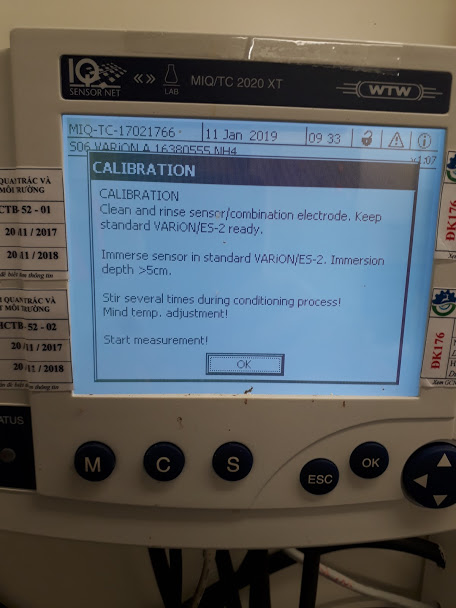 IQ
SENSOR NET
LAB
MIQ/TC 2020 XT
WTW
MIQ-TC-17021766
11 Jan 2019
09 33
S06 VARiON A 16380555 NH4
CALIBRATION
CALIBRATION
Clean and rinse sensor/combination electrode. Keep
standard VARiON/ES-2 ready.
Immerse sensor in standard VARiON/ES-2. Immersion
depth >5cm.
Stir several times during conditioning process!
Mind temp. adjustment!
Start measurement!
OK
QUAN TRẮC VÀ
MÔI TRƯỜNG
CTB-52 - 01
20/11/2017
20/11/2018
QUAN TRẮC VÀ
MÔI TRƯỜNG
HCTB-52 - 02
20/11/2017
20/11/2018
ĐK176
ĐK176
M
C
S
ESC
OK